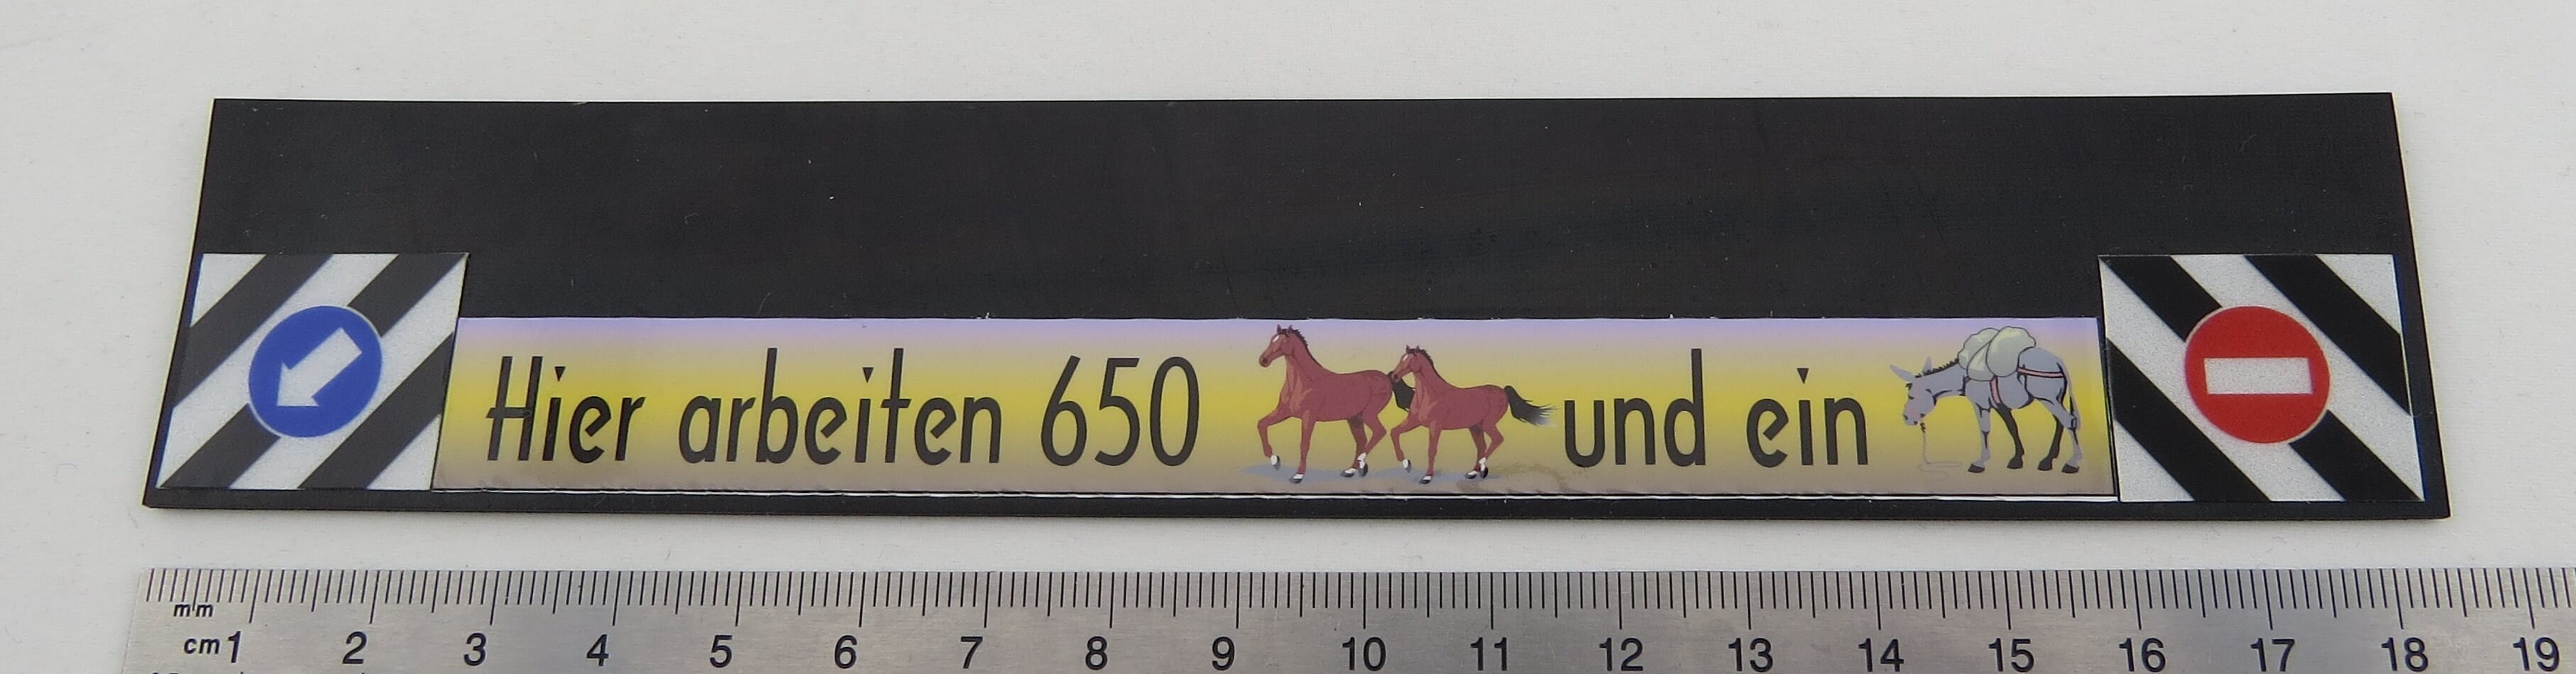 Hier arbeiten 650 und ein
mm
cm 1 2 3 4 5 6 7 8 9 10 11 12 13 14 15 16 17 18 19